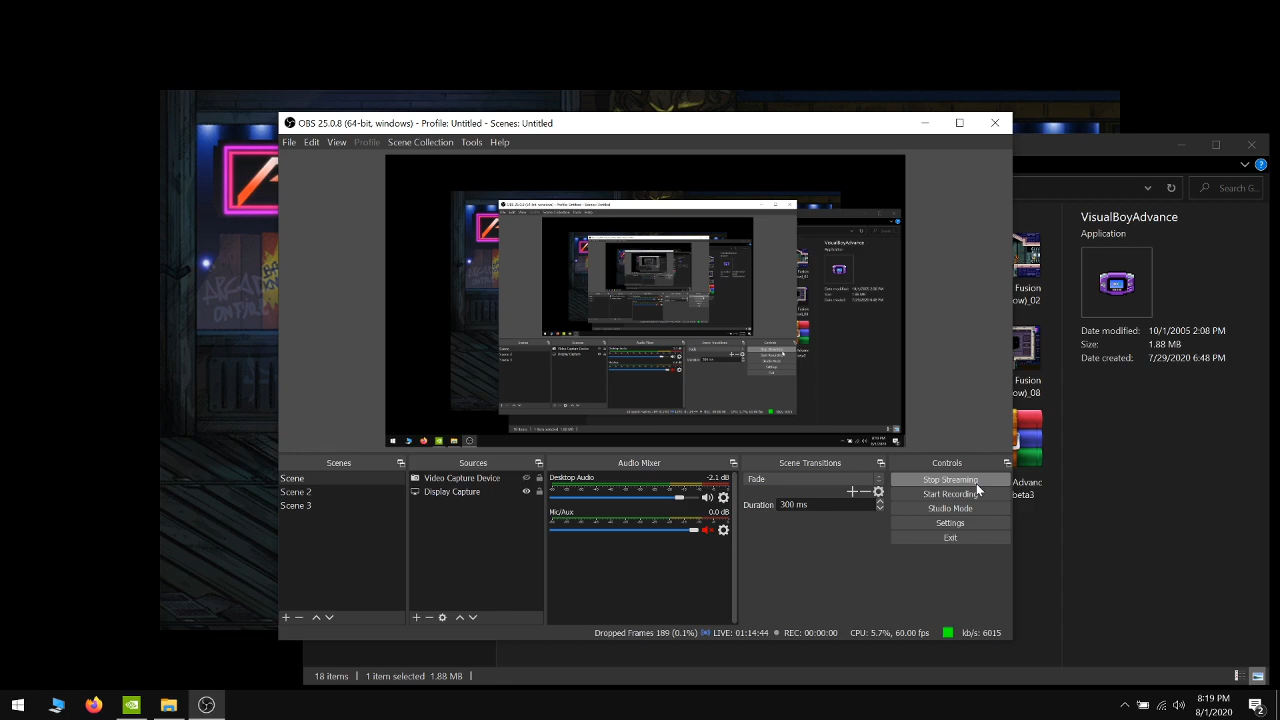 OBS 25.0.8 (64-bit, windows) - Profile: Untitled - Scenes: Untitled
File Edit View Profile Scene Collection Tools Help
Search G...
VisualBoyAdvance
Application
Date modified: 10/1/2005 2:08 PM
Size: 1.88 MB
Date created: 7/29/2020 9:48 PM
Fusion
ow)_02
Fusion
ow)_08
Advanc
beta3
Scenes
Sources
Audio Mixer
Scene Transitions
Controls
Scene
Scene 2
Scene 3
Video Capture Device
Display Capture
Desktop Audio -2.1 dB
Mic/Aux 0.0 dB
Fade
Duration 300 ms
Stop Streaming
Start Recording
Studio Mode
Settings
Exit
Dropped Frames 189 (0.1%) LIVE: 01:14:44 REC: 00:00:00 CPU: 5.7%, 60.00 fps kb/s: 6015
18 items 1 item selected 1.88 MB
8:19 PM
8/1/2020
2